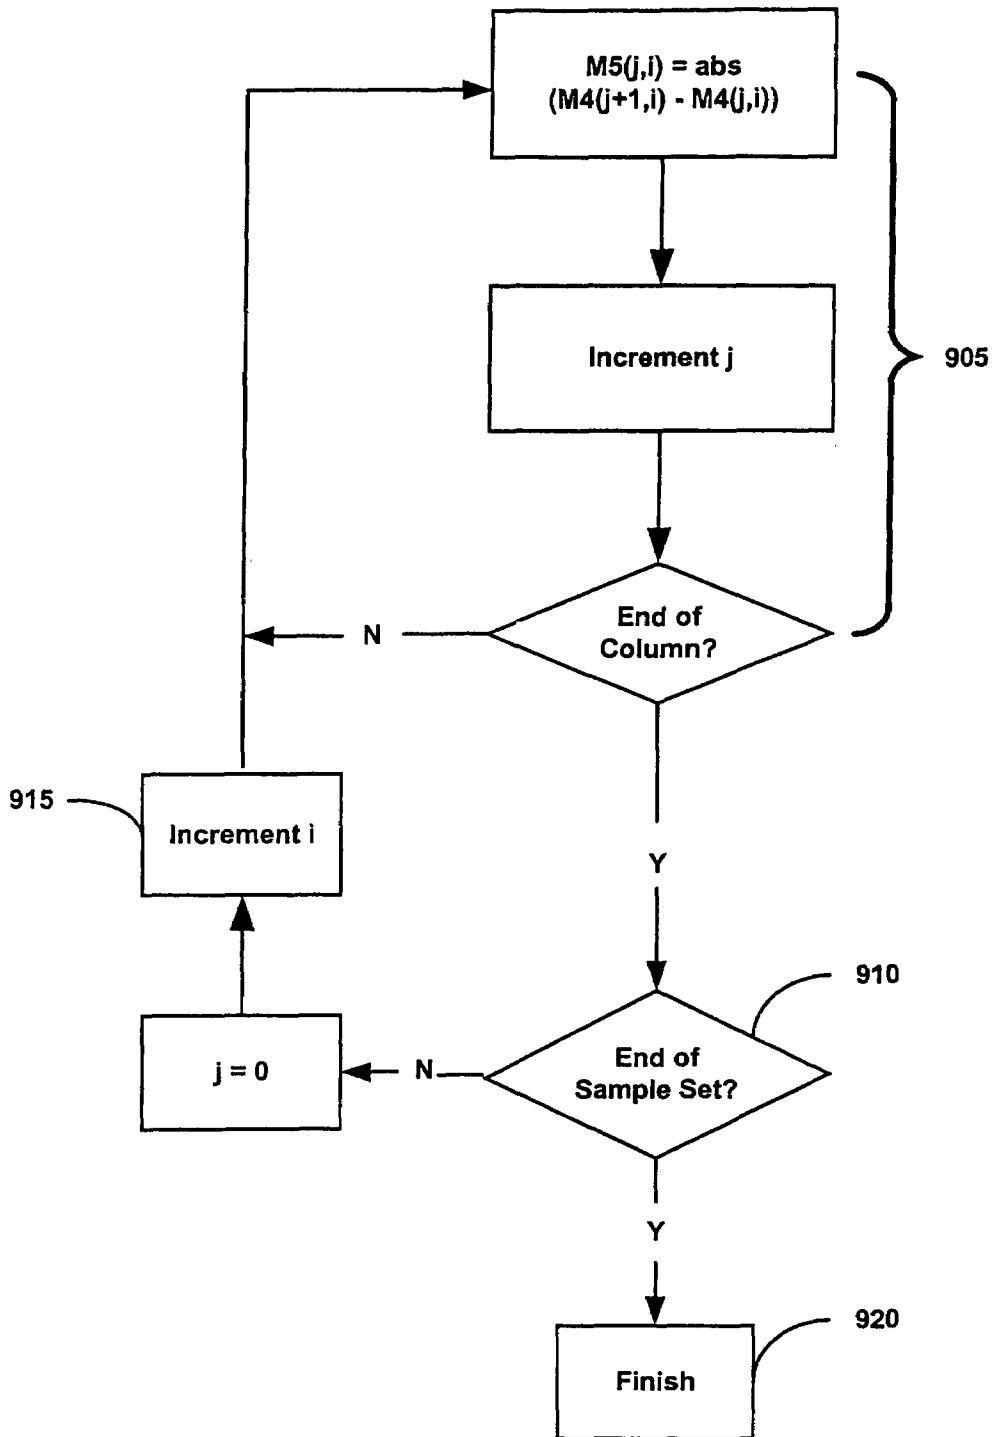 M5(j,i) = abs
(M4(j+1,i) - M4(j,i))
Increment j
905
End of
Column?
N
915
Increment i
Y
910
End of
Sample Set?
N
j = 0
Y
920
Finish